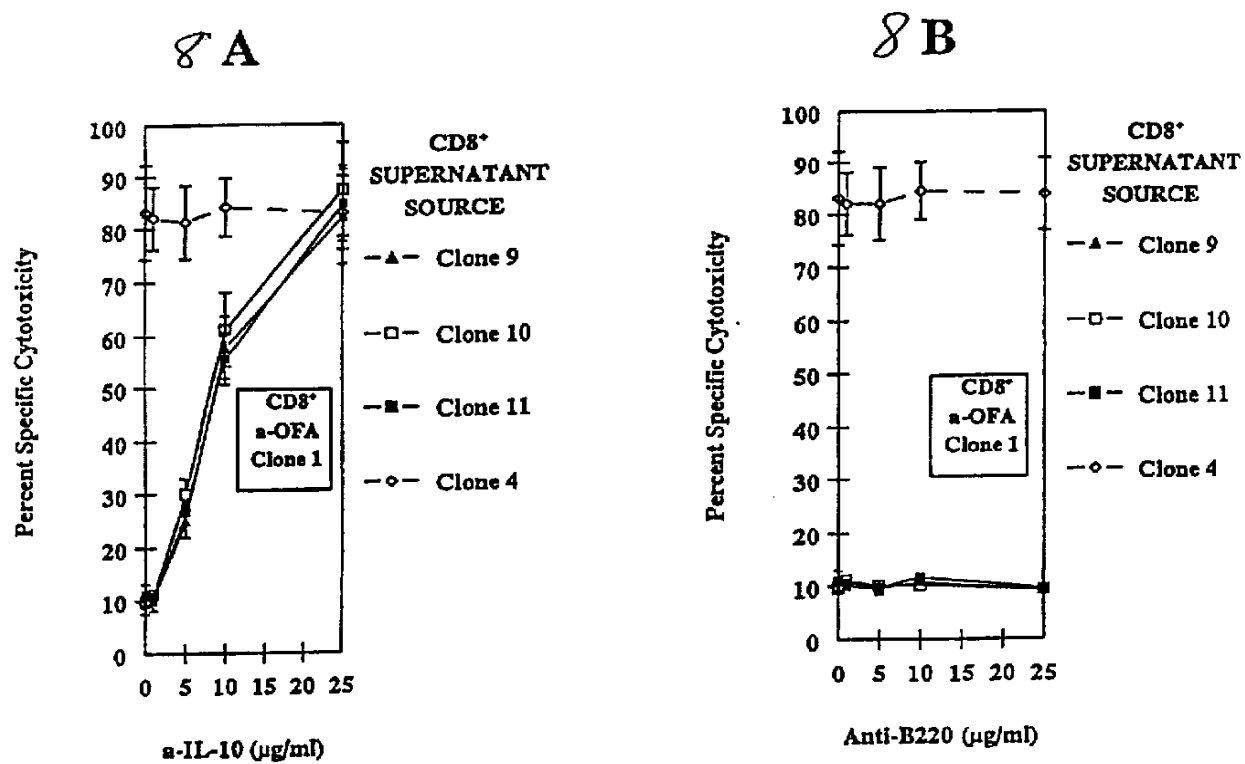 8 A
100
90
80
70
60
50
40
30
20
10
0
0 5 10 15 20 25
Percent Specific Cytotoxicity
a-IL-10 (μg/ml)
CD8⁺
a-OFA
Clone 1
CD8⁺
SUPERNATANT
SOURCE
Clone 9
Clone 10
Clone 11
Clone 4
8 B
100
90
80
70
60
50
40
30
20
10
0
0 5 10 15 20 25
Percent Specific Cytotoxicity
Anti-B220 (μg/ml)
CD8⁺
a-OFA
Clone 1
CD8⁺
SUPERNATANT
SOURCE
Clone 9
Clone 10
Clone 11
Clone 4